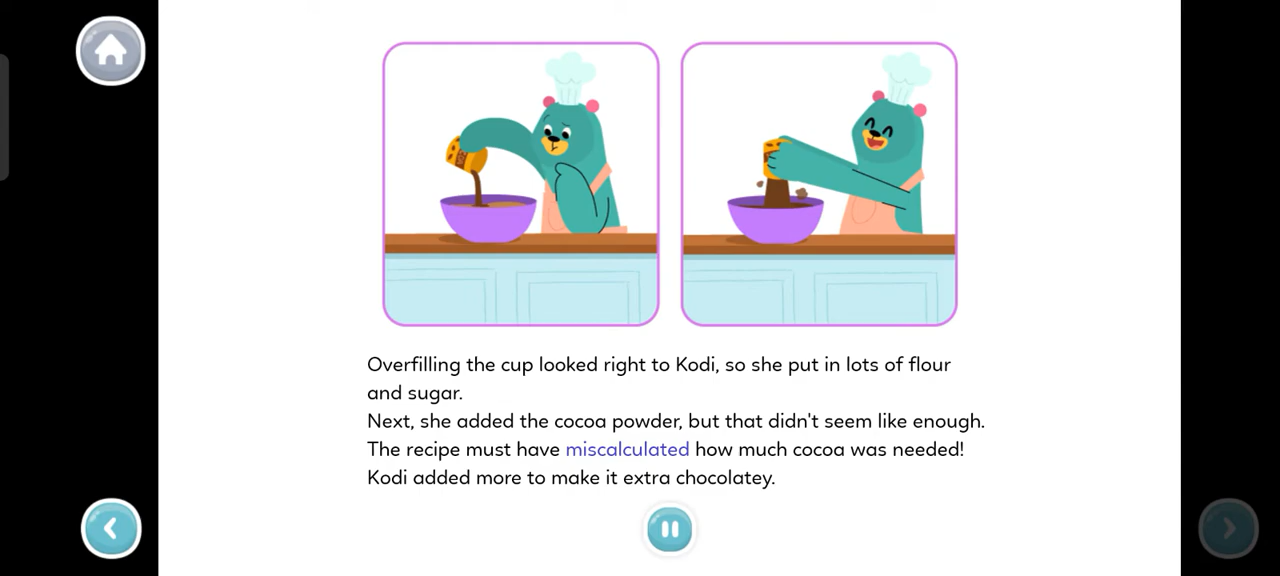 Overfilling the cup looked right to Kodi, so she put in lots of flour
and sugar.
Next, she added the cocoa powder, but that didn't seem like enough.
The recipe must have miscalculated how much cocoa was needed!
Kodi added more to make it extra chocolatey.